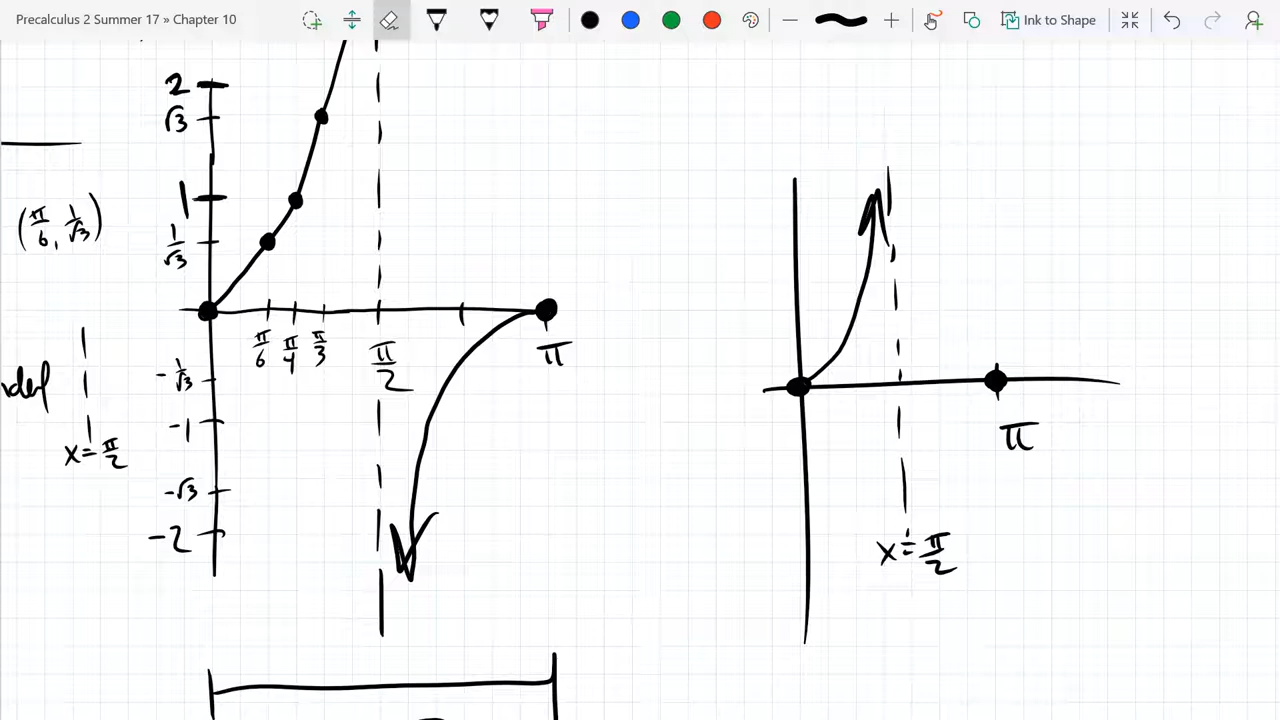 Precalculus 2 Summer 17 » Chapter 10
Ink to Shape
2
√3
1
1/√3
(π/6, 1/√3)
π/6 π/4 π/3 π/2 π
-1/√3
-1
-√3
-2
x = π/2
π
x = π/2